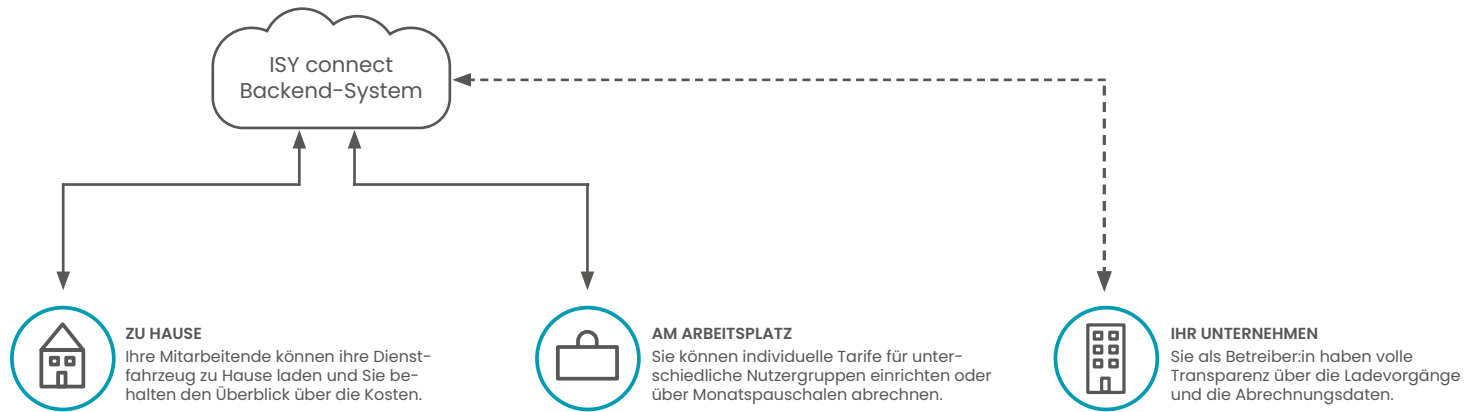 ISY connect
Backend-System
ZU HAUSE
Ihre Mitarbeitende können ihre Dienst-
fahrzeug zu Hause laden und Sie be-
halten den Überblick über die Kosten.
AM ARBEITSPLATZ
Sie können individuelle Tarife für unter-
schiedliche Nutzergruppen einrichten oder
über Monatspauschalen abrechnen.
IHR UNTERNEHMEN
Sie als Betreiber:in haben volle
Transparenz über die Ladevorgänge
und die Abrechnungsdaten.